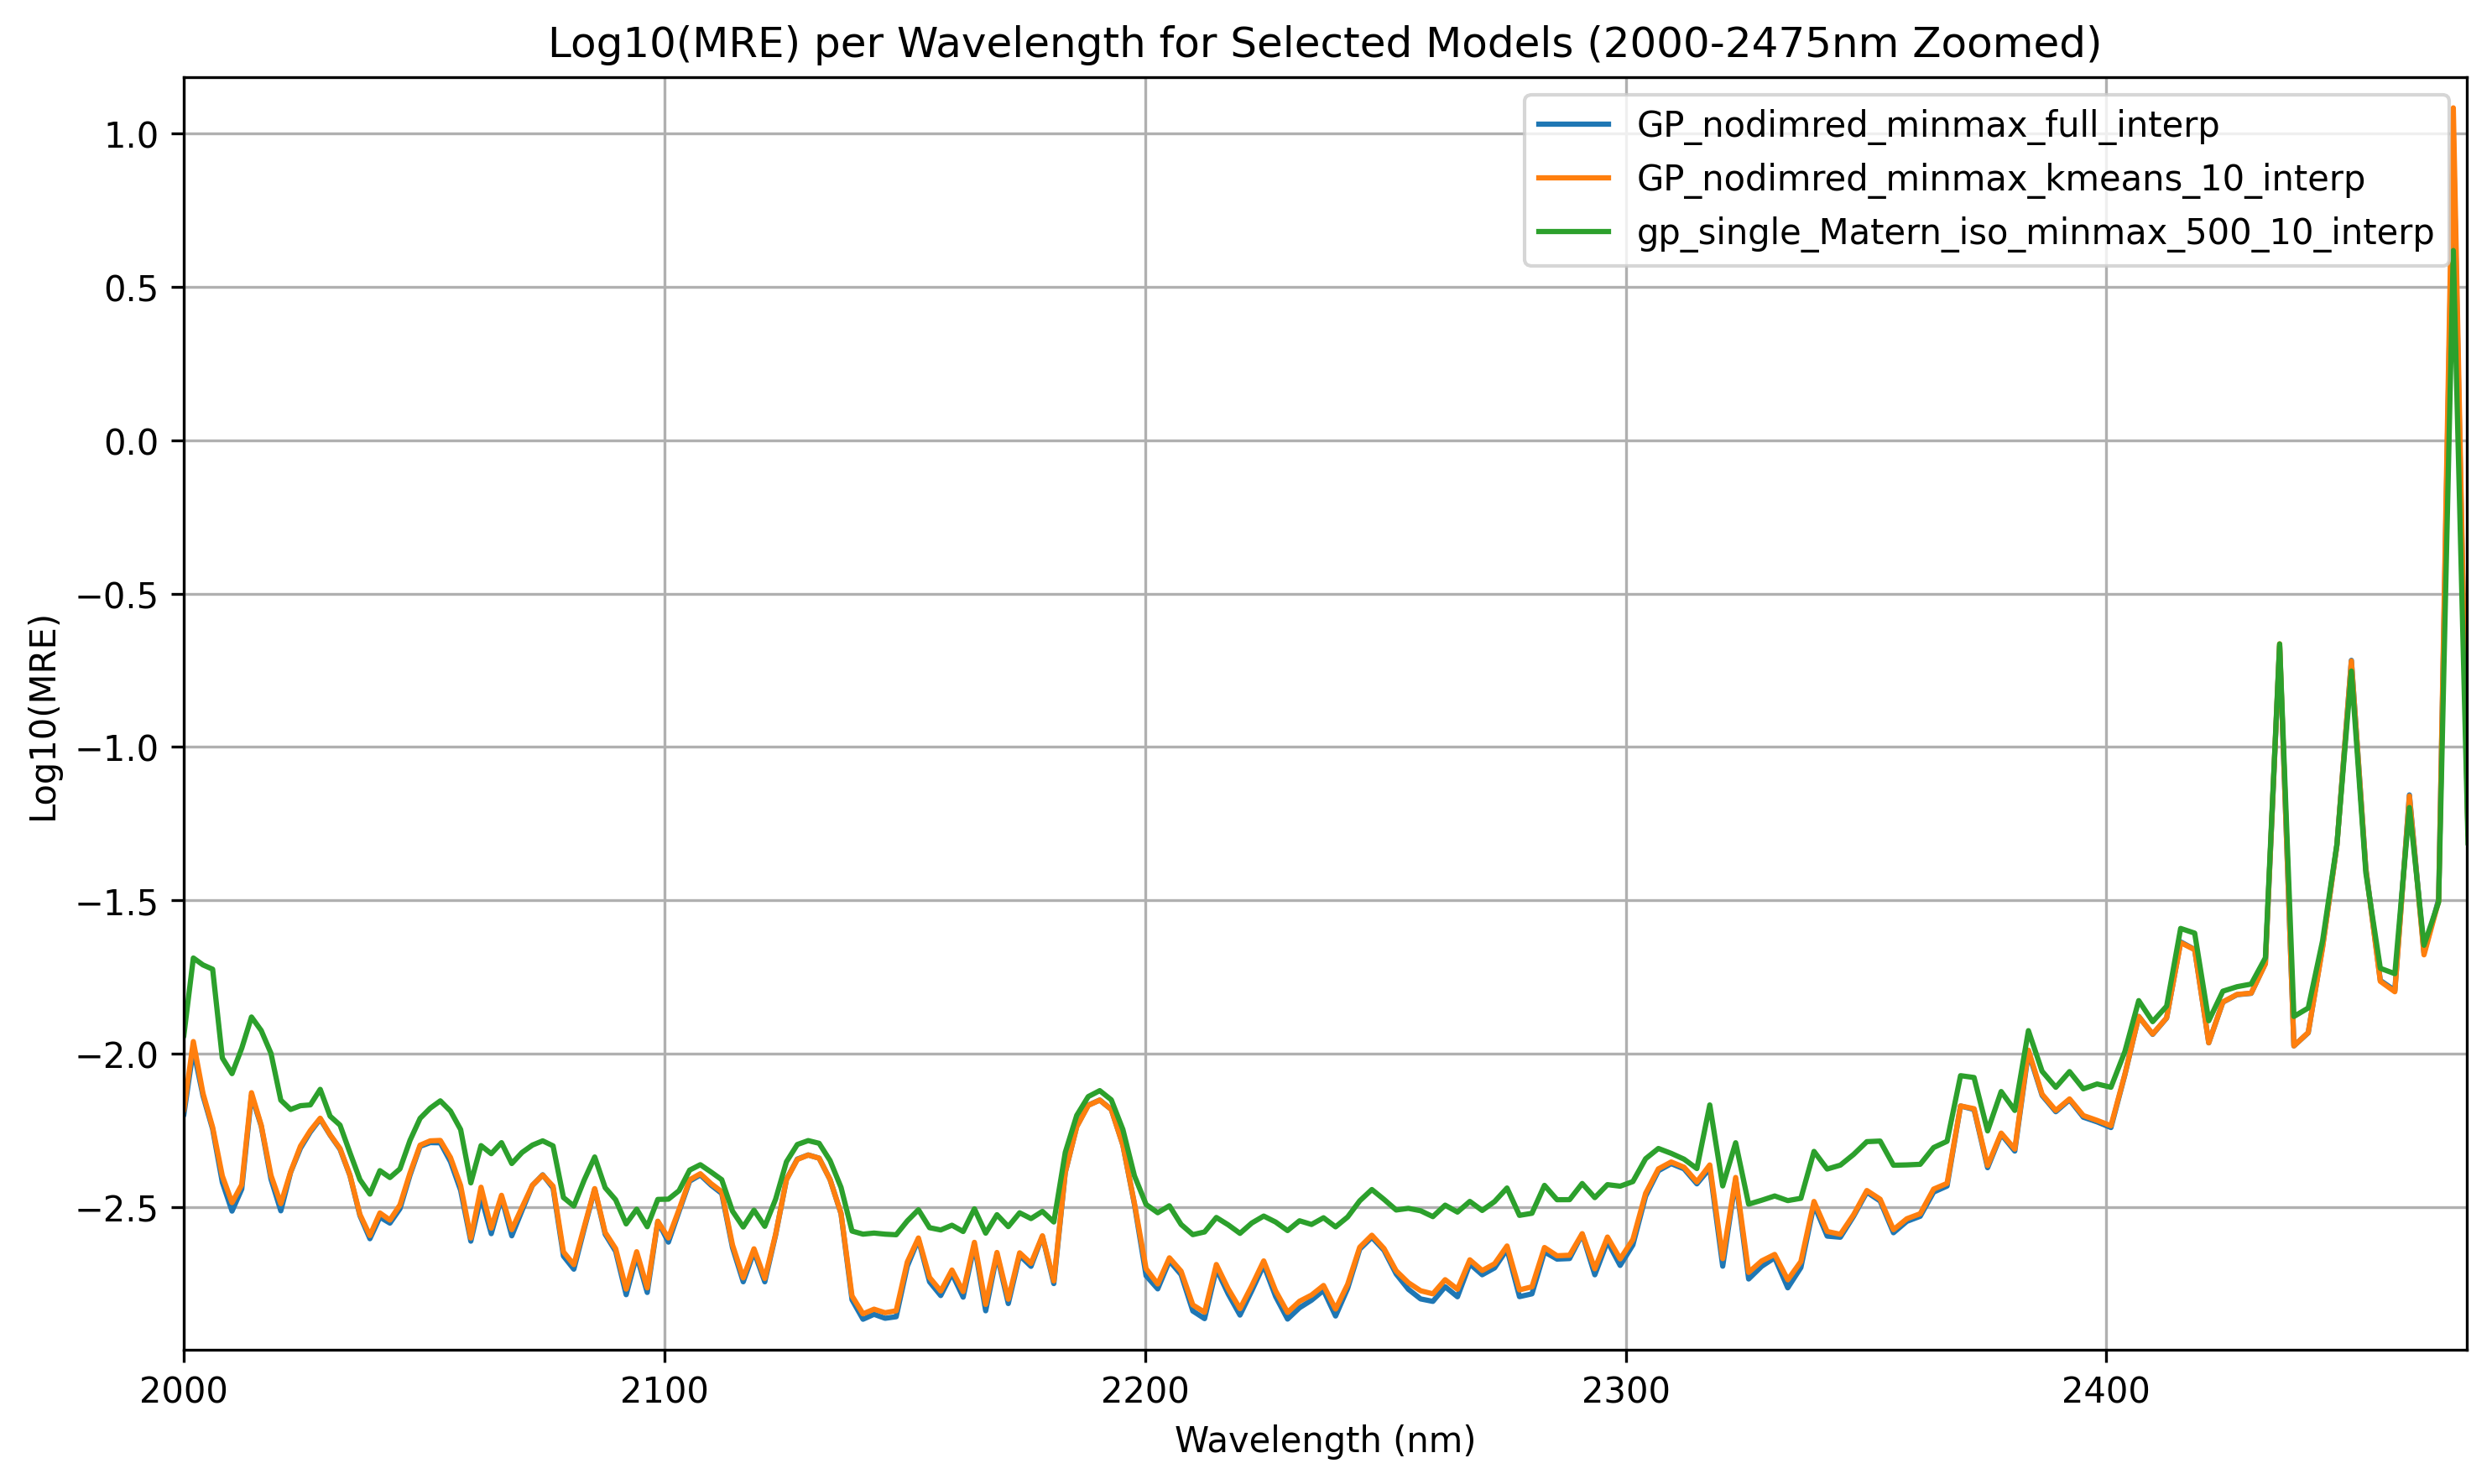 Log10(MRE) per Wavelength for Selected Models (2000-2475nm Zoomed)
GP_nodimred_minmax_full_interp
GP_nodimred_minmax_kmeans_10_interp
gp_single_Matern_iso_minmax_500_10_interp
1.0
0.5
0.0
−0.5
−1.0
−1.5
−2.0
−2.5
Log10(MRE)
2000 2100 2200 2300 2400
Wavelength (nm)